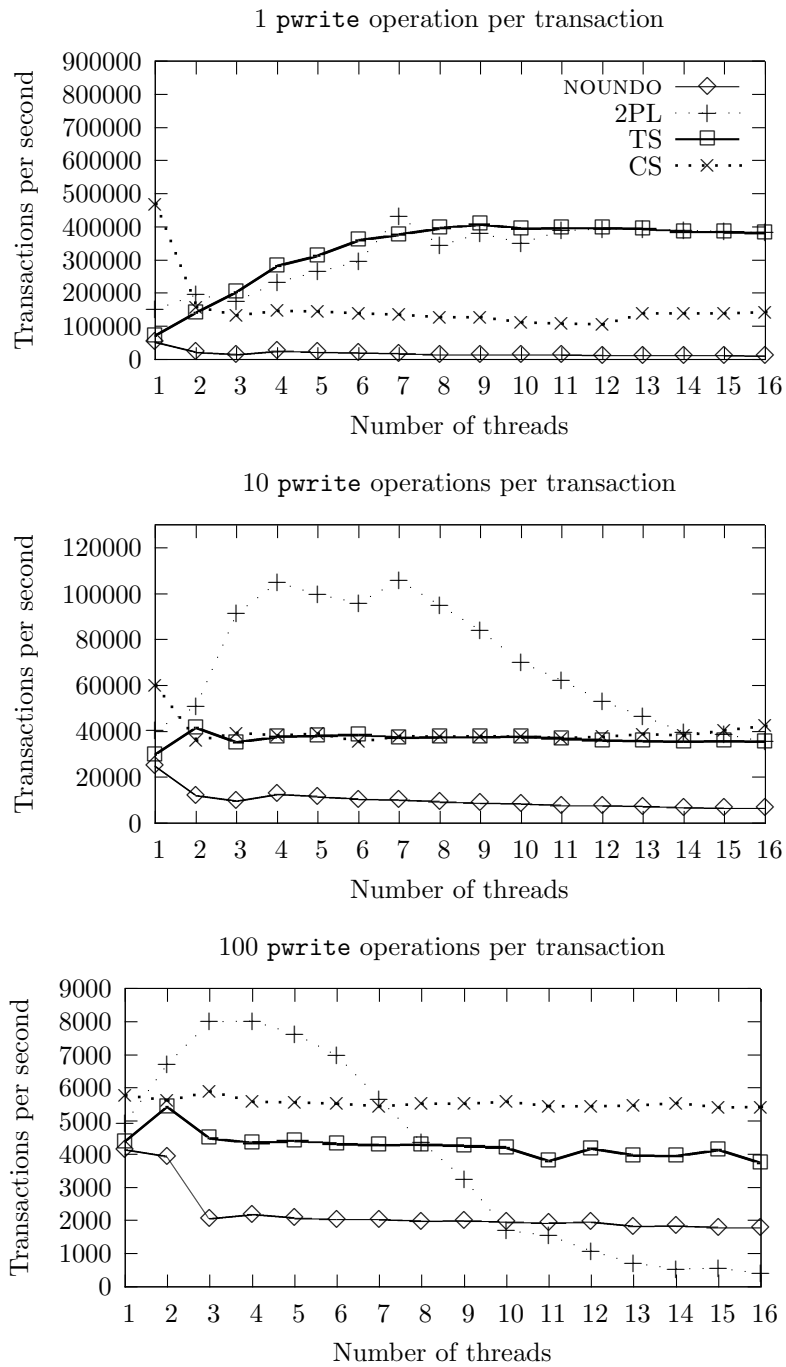 1 pwrite operation per transaction
900000
800000
700000
600000
500000
400000
300000
200000
100000
0
Transactions per second
NOUNDO
2PL
TS
CS
1 2 3 4 5 6 7 8 9 10 11 12 13 14 15 16
Number of threads
10 pwrite operations per transaction
120000
100000
80000
60000
40000
20000
0
Transactions per second
1 2 3 4 5 6 7 8 9 10 11 12 13 14 15 16
Number of threads
100 pwrite operations per transaction
9000
8000
7000
6000
5000
4000
3000
2000
1000
0
Transactions per second
1 2 3 4 5 6 7 8 9 10 11 12 13 14 15 16
Number of threads